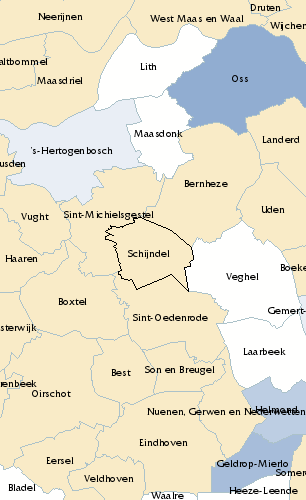 Druten
Neerijnen
West Maas en Waal
Wijchen
altbommel
Lith
Maasdriel
Oss
Maasdonk
Landerd
's-Hertogenbosch
usden
Bernheze
Vught
Sint-Michielsgestel
Uden
Haaren
Schijndel
Veghel
Boeke
Boxtel
Gemert-
sterwijk
Sint-Oedenrode
Laarbeek
Best
Son en Breugel
renbeek
Oirschot
Nuenen, Gerwen en Nederwetten
Helmond
Eindhoven
Eersel
Geldrop-Mierlo
Veldhoven
Somere
Bladel
Waalre
Heeze-Leende